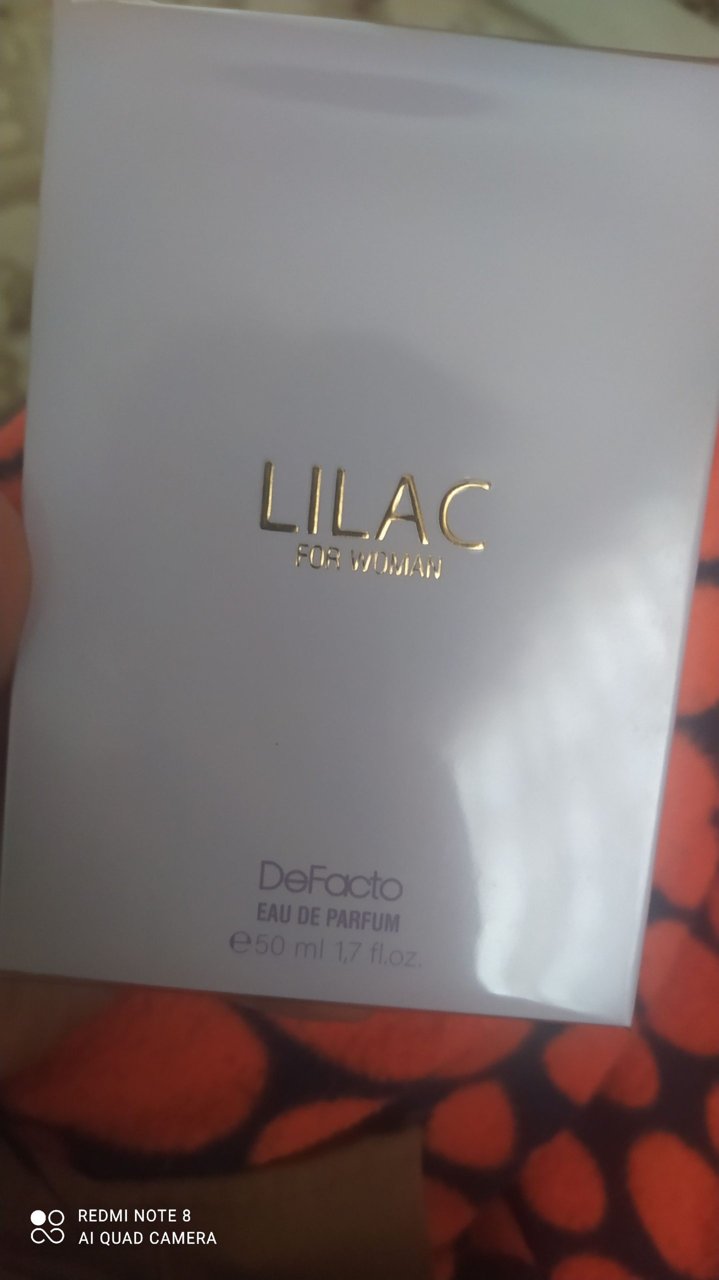 LILAC
FOR WOMAN
DeFacto
EAU DE PARFUM
℮50 ml 1,7 fl.oz.
REDMI NOTE 8
AI QUAD CAMERA